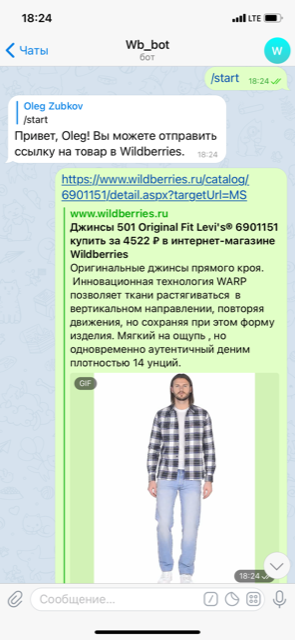 18:24
LTE
Чаты
Wb_bot
бот
W
/start
18:24
Oleg Zubkov
/start
Привет, Oleg! Вы можете отправить
ссылку на товар в Wildberries.
18:24
https://www.wildberries.ru/catalog/
6901151/detail.aspx?targetUrl=MS
www.wildberries.ru
Джинсы 501 Original Fit Levi's® 6901151
купить за 4522 ₽ в интернет-магазине
Wildberries
Оригинальные джинсы прямого кроя.
Инновационная технология WARP
позволяет ткани растягиваться в
вертикальном направлении, повторяя
движения, но сохраняя при этом форму
изделия. Мягкий на ощупь , но
одновременно аутентичный деним
плотностью 14 унций.
GIF
18:24
Сообщение...